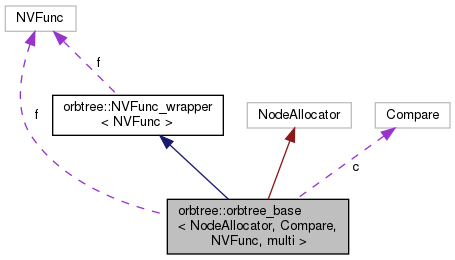 NVFunc
f
orbtree::NVFunc_wrapper
< NVFunc >
NodeAllocator
Compare
f
c
orbtree::orbtree_base
< NodeAllocator, Compare,
NVFunc, multi >